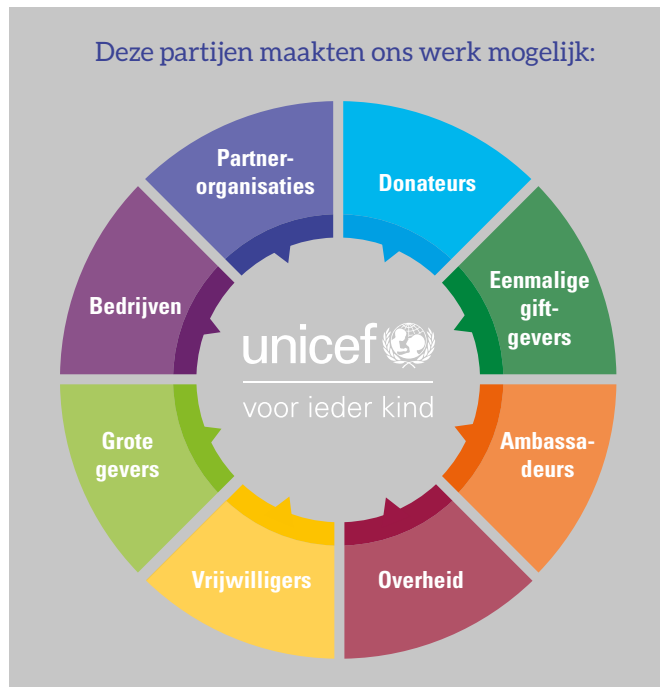 Deze partijen maakten ons werk mogelijk:
Partner-
organisaties
Donateurs
Eenmalige
gift-
gevers
Ambassa-
deurs
Overheid
Vrijwilligers
Grote
gevers
Bedrijven
unicef
voor ieder kind